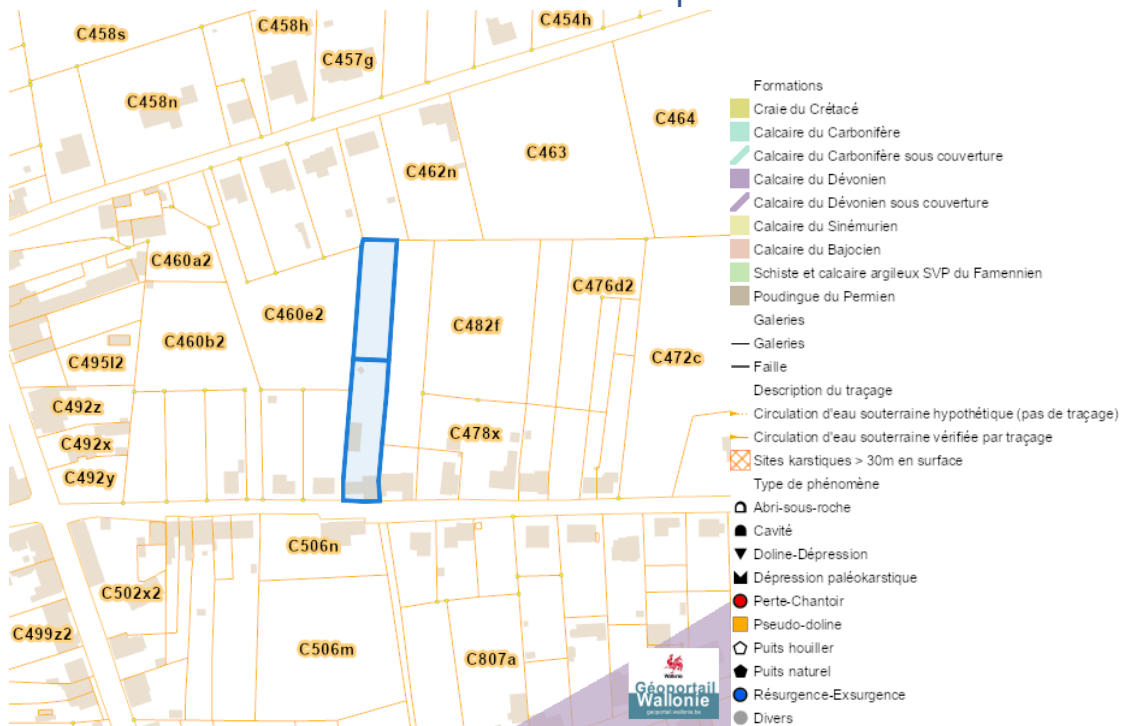 C458s
C458h
C454h
C457g
C458n
C464
C463
C462n
C460a2
C476d2
C460e2
C482f
C460b2
C495l2
C472c
C492z
C478x
C492x
C492y
C506n
C502x2
C499z2
C506m
C807a
Formations
Craie du Crétacé
Calcaire du Carbonifère
Calcaire du Carbonifère sous couverture
Calcaire du Dévonien
Calcaire du Dévonien sous couverture
Calcaire du Sinémurien
Calcaire du Bajocien
Schiste et calcaire argileux SVP du Famennien
Poudingue du Permien
Galeries
Galeries
Faille
Description du traçage
Circulation d'eau souterraine hypothétique (pas de traçage)
Circulation d'eau souterraine vérifiée par traçage
Sites karstiques > 30m en surface
Type de phénomène
Abri-sous-roche
Cavité
Doline-Dépression
Dépression paléokarstique
Perte-Chantoir
Pseudo-doline
Puits houiller
Puits naturel
Résurgence-Exsurgence
Divers
Wallonie
Géoportail
Wallonie
geoportail.wallonie.be